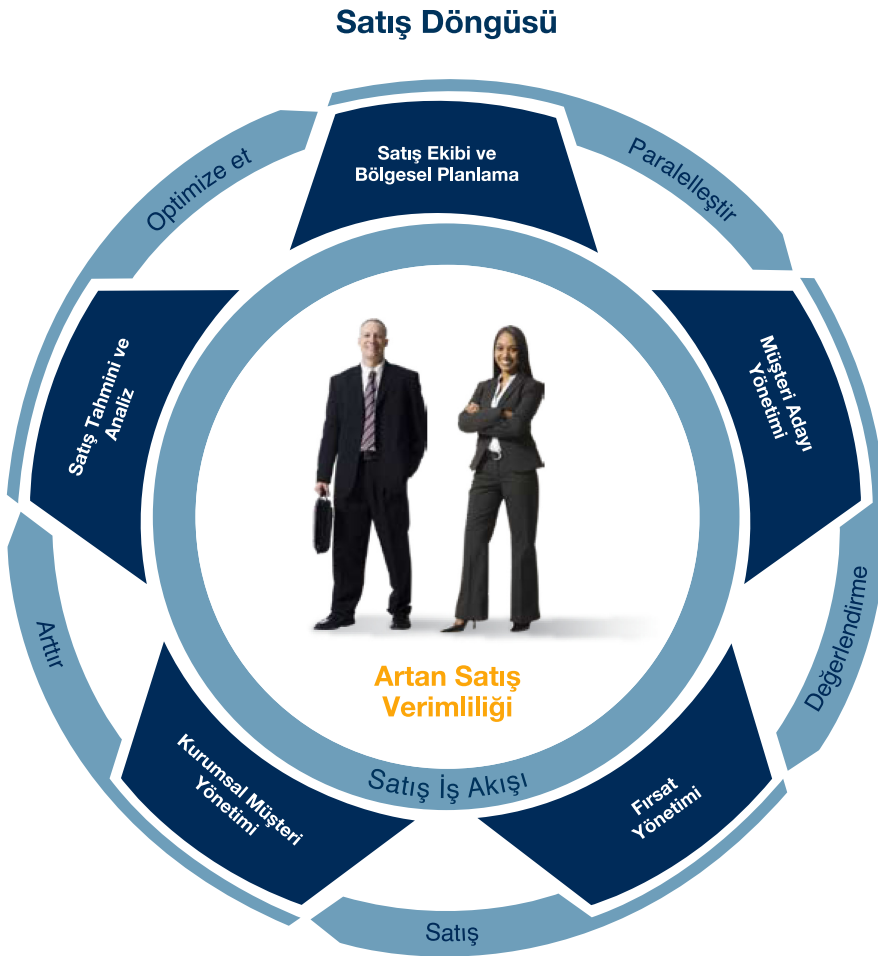 Satış Döngüsü
Satış Ekibi ve
Bölgesel Planlama
Paralelleştir
Müşteri Adayı
Yönetimi
Değerlendirme
Fırsat
Yönetimi
Satış
Kurumsal Müşteri
Yönetimi
Arttır
Satış Tahmini ve
Analiz
Optimize et
Artan Satış
Verimliliği
Satış İş Akışı